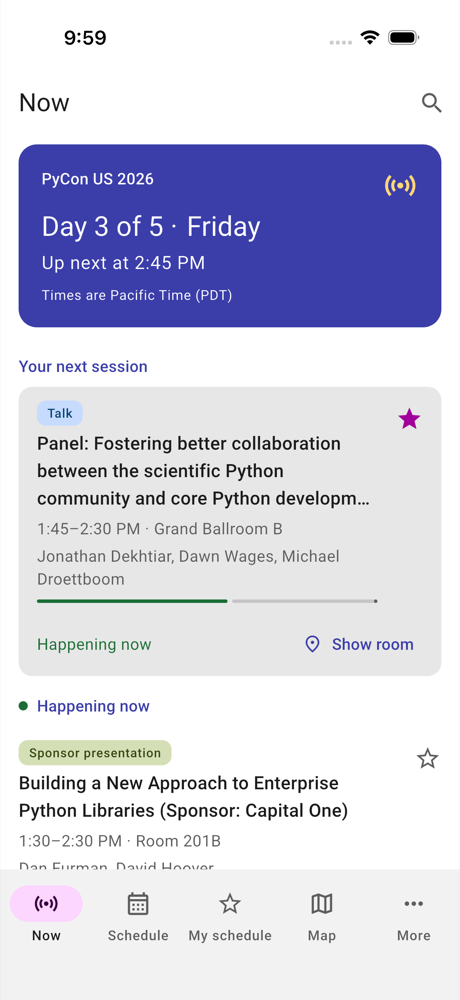 9:59
Now
PyCon US 2026
Day 3 of 5 · Friday
Up next at 2:45 PM
Times are Pacific Time (PDT)
Your next session
Talk
Panel: Fostering better collaboration
between the scientific Python
community and core Python developm…
1:45–2:30 PM · Grand Ballroom B
Jonathan Dekhtiar, Dawn Wages, Michael
Droettboom
Happening now
Show room
Happening now
Sponsor presentation
Building a New Approach to Enterprise
Python Libraries (Sponsor: Capital One)
1:30–2:30 PM · Room 201B
Dan Furman, David Hoover
Now
Schedule
My schedule
Map
More